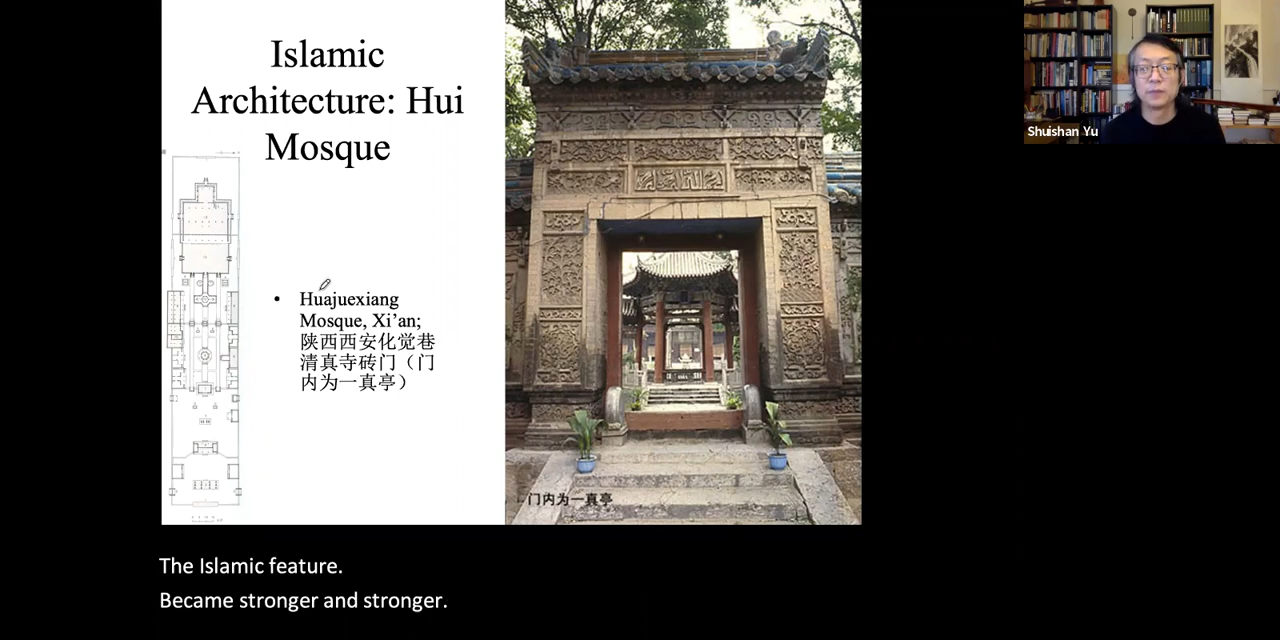 Islamic
Architecture: Hui
Mosque
• Huajuexiang
Mosque, Xi’an;
陕西西安化觉巷
清真寺砖门（门
内为一真亭）
门内为一真亭
Shuishan Yu
The Islamic feature.
Became stronger and stronger.